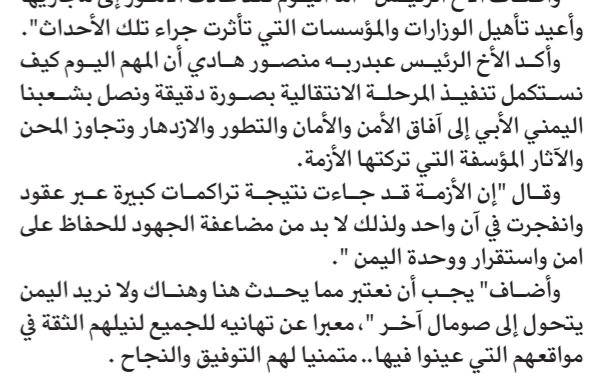 وأعيد تأهيل الوزارات والمؤسسات التي تأثرت جراء تلك الأحداث".
وأكد الأخ الرئيس عبدربه منصور هادي أن المهم اليوم كيف
نستكمل تنفيذ المرحلة الانتقالية بصورة دقيقة ونصل بشعبنا
اليمني الأبي إلى آفاق الأمن والأمان والتطور والازدهار وتجاوز المحن
والآثار المؤسفة التي تركتها الأزمة.
وقال "إن الأزمة قد جاءت نتيجة تراكمات كبيرة عبر عقود
وانفجرت في آن واحد ولذلك لا بد من مضاعفة الجهود للحفاظ على
امن واستقرار ووحدة اليمن ".
وأضاف" يجب أن نعتبر مما يحدث هنا وهناك ولا نريد اليمن
يتحول إلى صومال آخر "، معبرا عن تهانيه للجميع لنيلهم الثقة في
مواقعهم التي عينوا فيها.. متمنيا لهم التوفيق والنجاح .